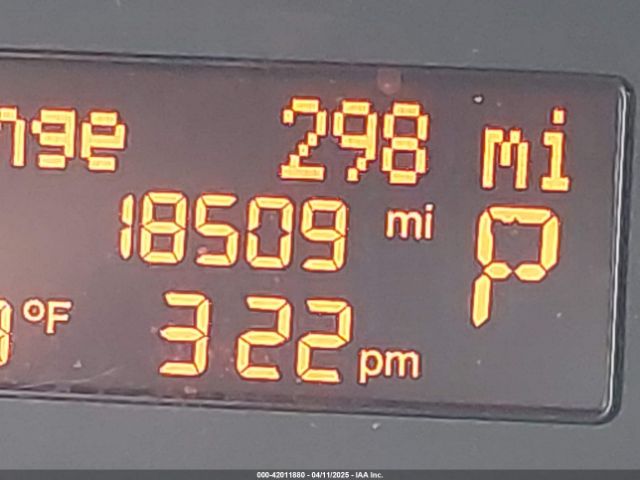 nge 298 mi
18509 mi P
°F 3 22 pm
000-42011880 - 04/11/2025 - IAA Inc.